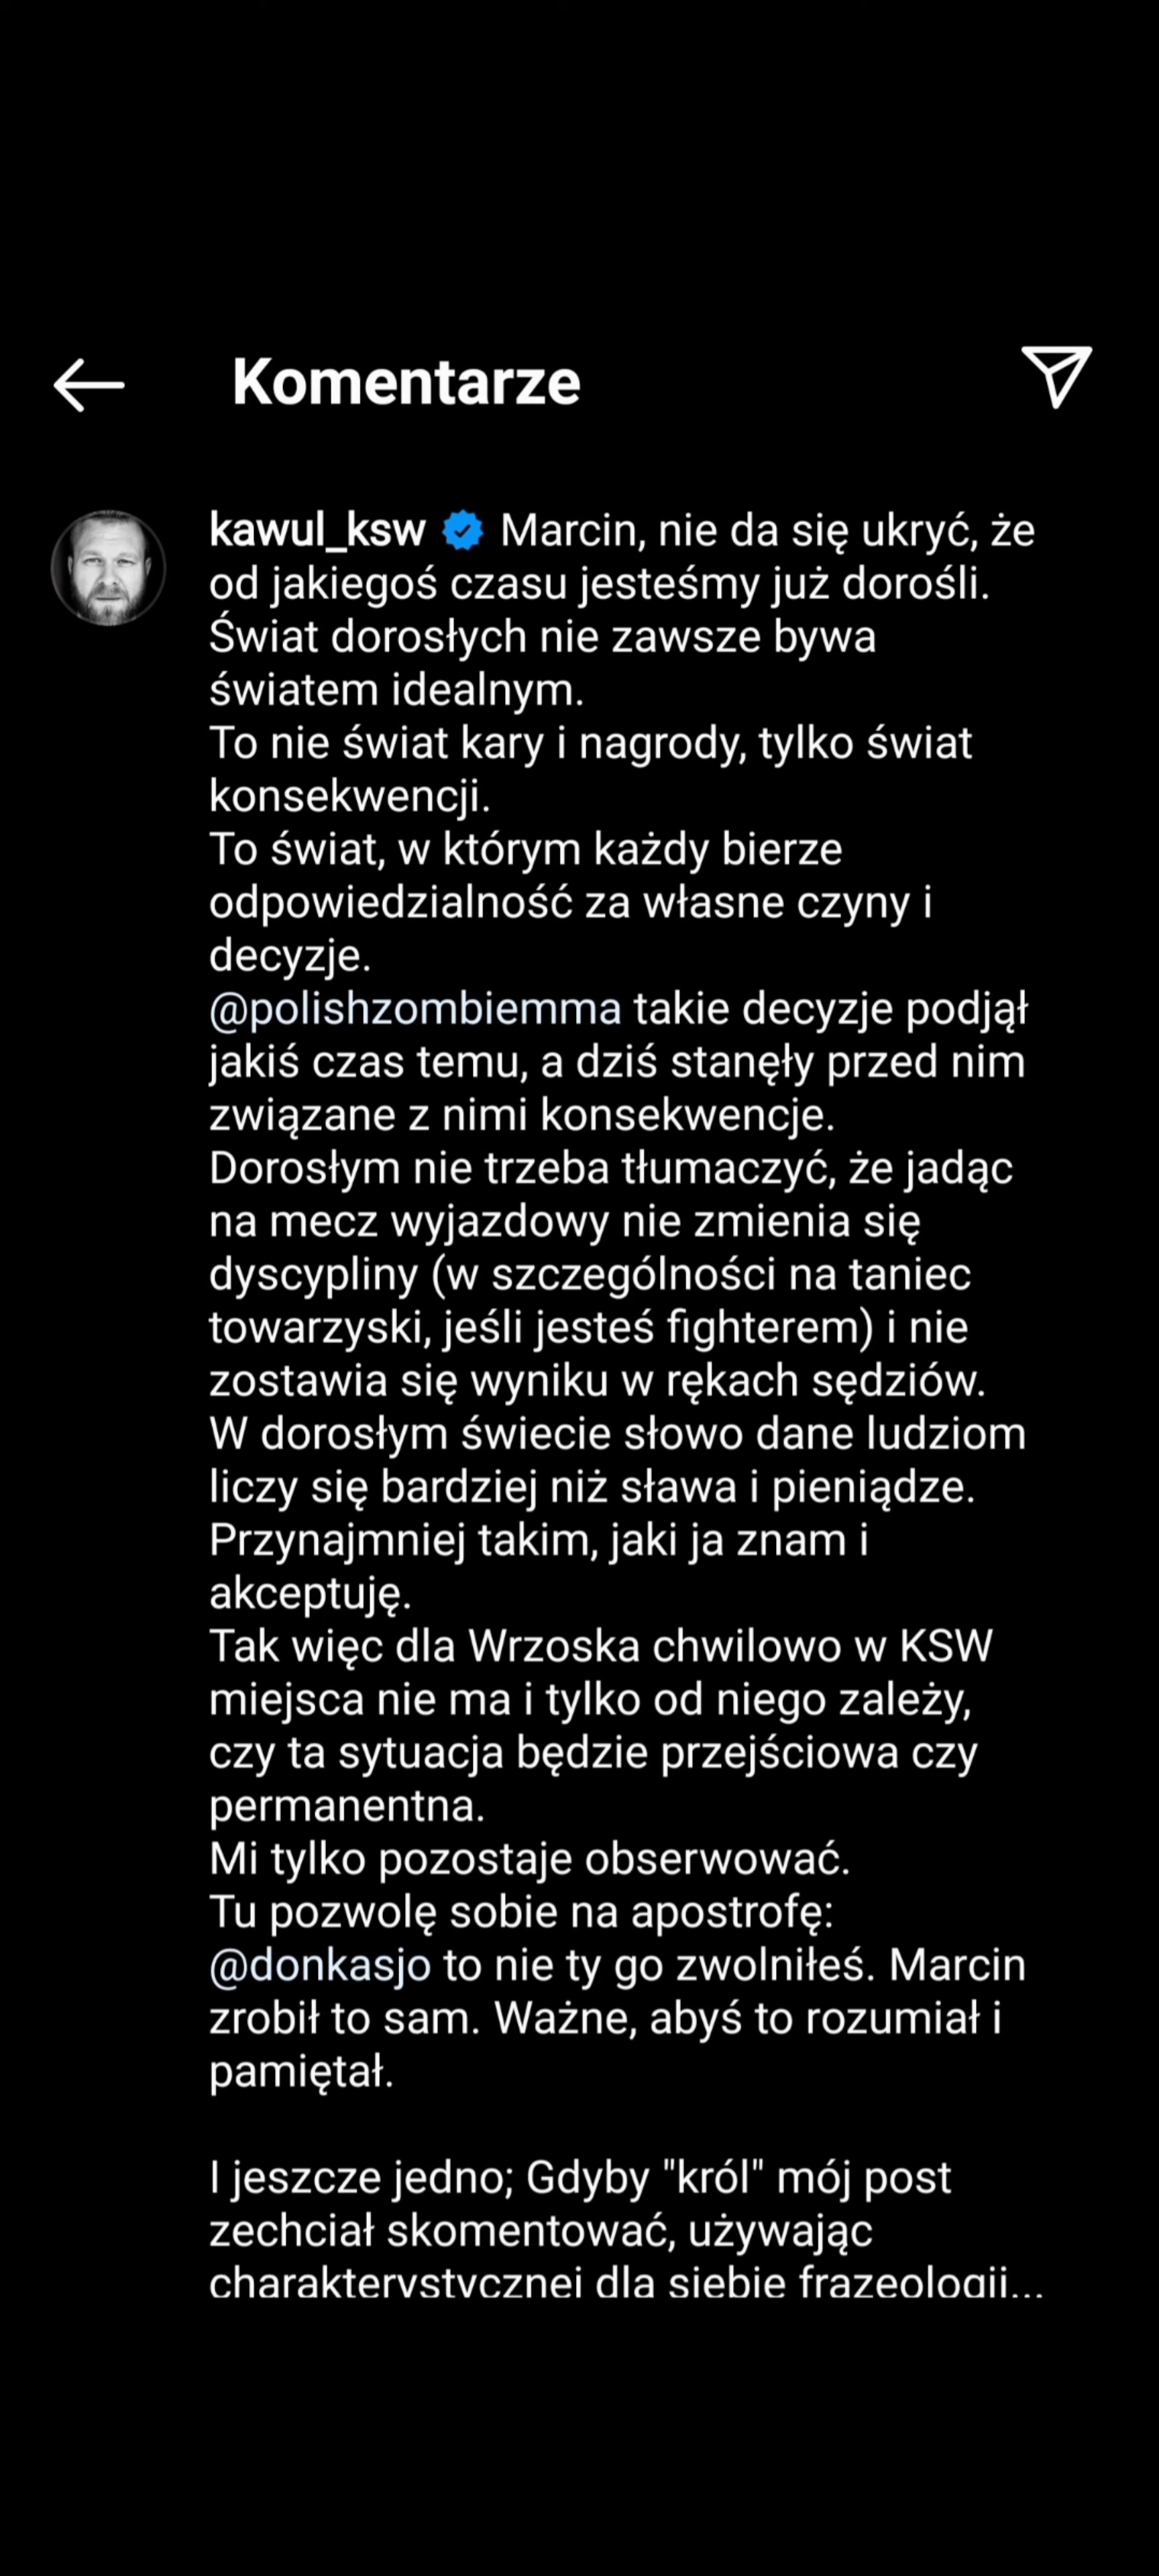 Komentarze
kawul_ksw Marcin, nie da się ukryć, że
od jakiegoś czasu jesteśmy już dorośli.
Świat dorosłych nie zawsze bywa
światem idealnym.
To nie świat kary i nagrody, tylko świat
konsekwencji.
To świat, w którym każdy bierze
odpowiedzialność za własne czyny i
decyzje.
@polishzombiemma takie decyzje podjął
jakiś czas temu, a dziś stanęły przed nim
związane z nimi konsekwencje.
Dorosłym nie trzeba tłumaczyć, że jadąc
na mecz wyjazdowy nie zmienia się
dyscypliny (w szczególności na taniec
towarzyski, jeśli jesteś fighterem) i nie
zostawia się wyniku w rękach sędziów.
W dorosłym świecie słowo dane ludziom
liczy się bardziej niż sława i pieniądze.
Przynajmniej takim, jaki ja znam i
akceptuję.
Tak więc dla Wrzoska chwilowo w KSW
miejsca nie ma i tylko od niego zależy,
czy ta sytuacja będzie przejściowa czy
permanentna.
Mi tylko pozostaje obserwować.
Tu pozwolę sobie na apostrofę:
@donkasjo to nie ty go zwolniłeś. Marcin
zrobił to sam. Ważne, abyś to rozumiał i
pamiętał.
I jeszcze jedno; Gdyby "król" mój post
zechciał skomentować, używając
charakterystycznej dla siebie frazeologii...